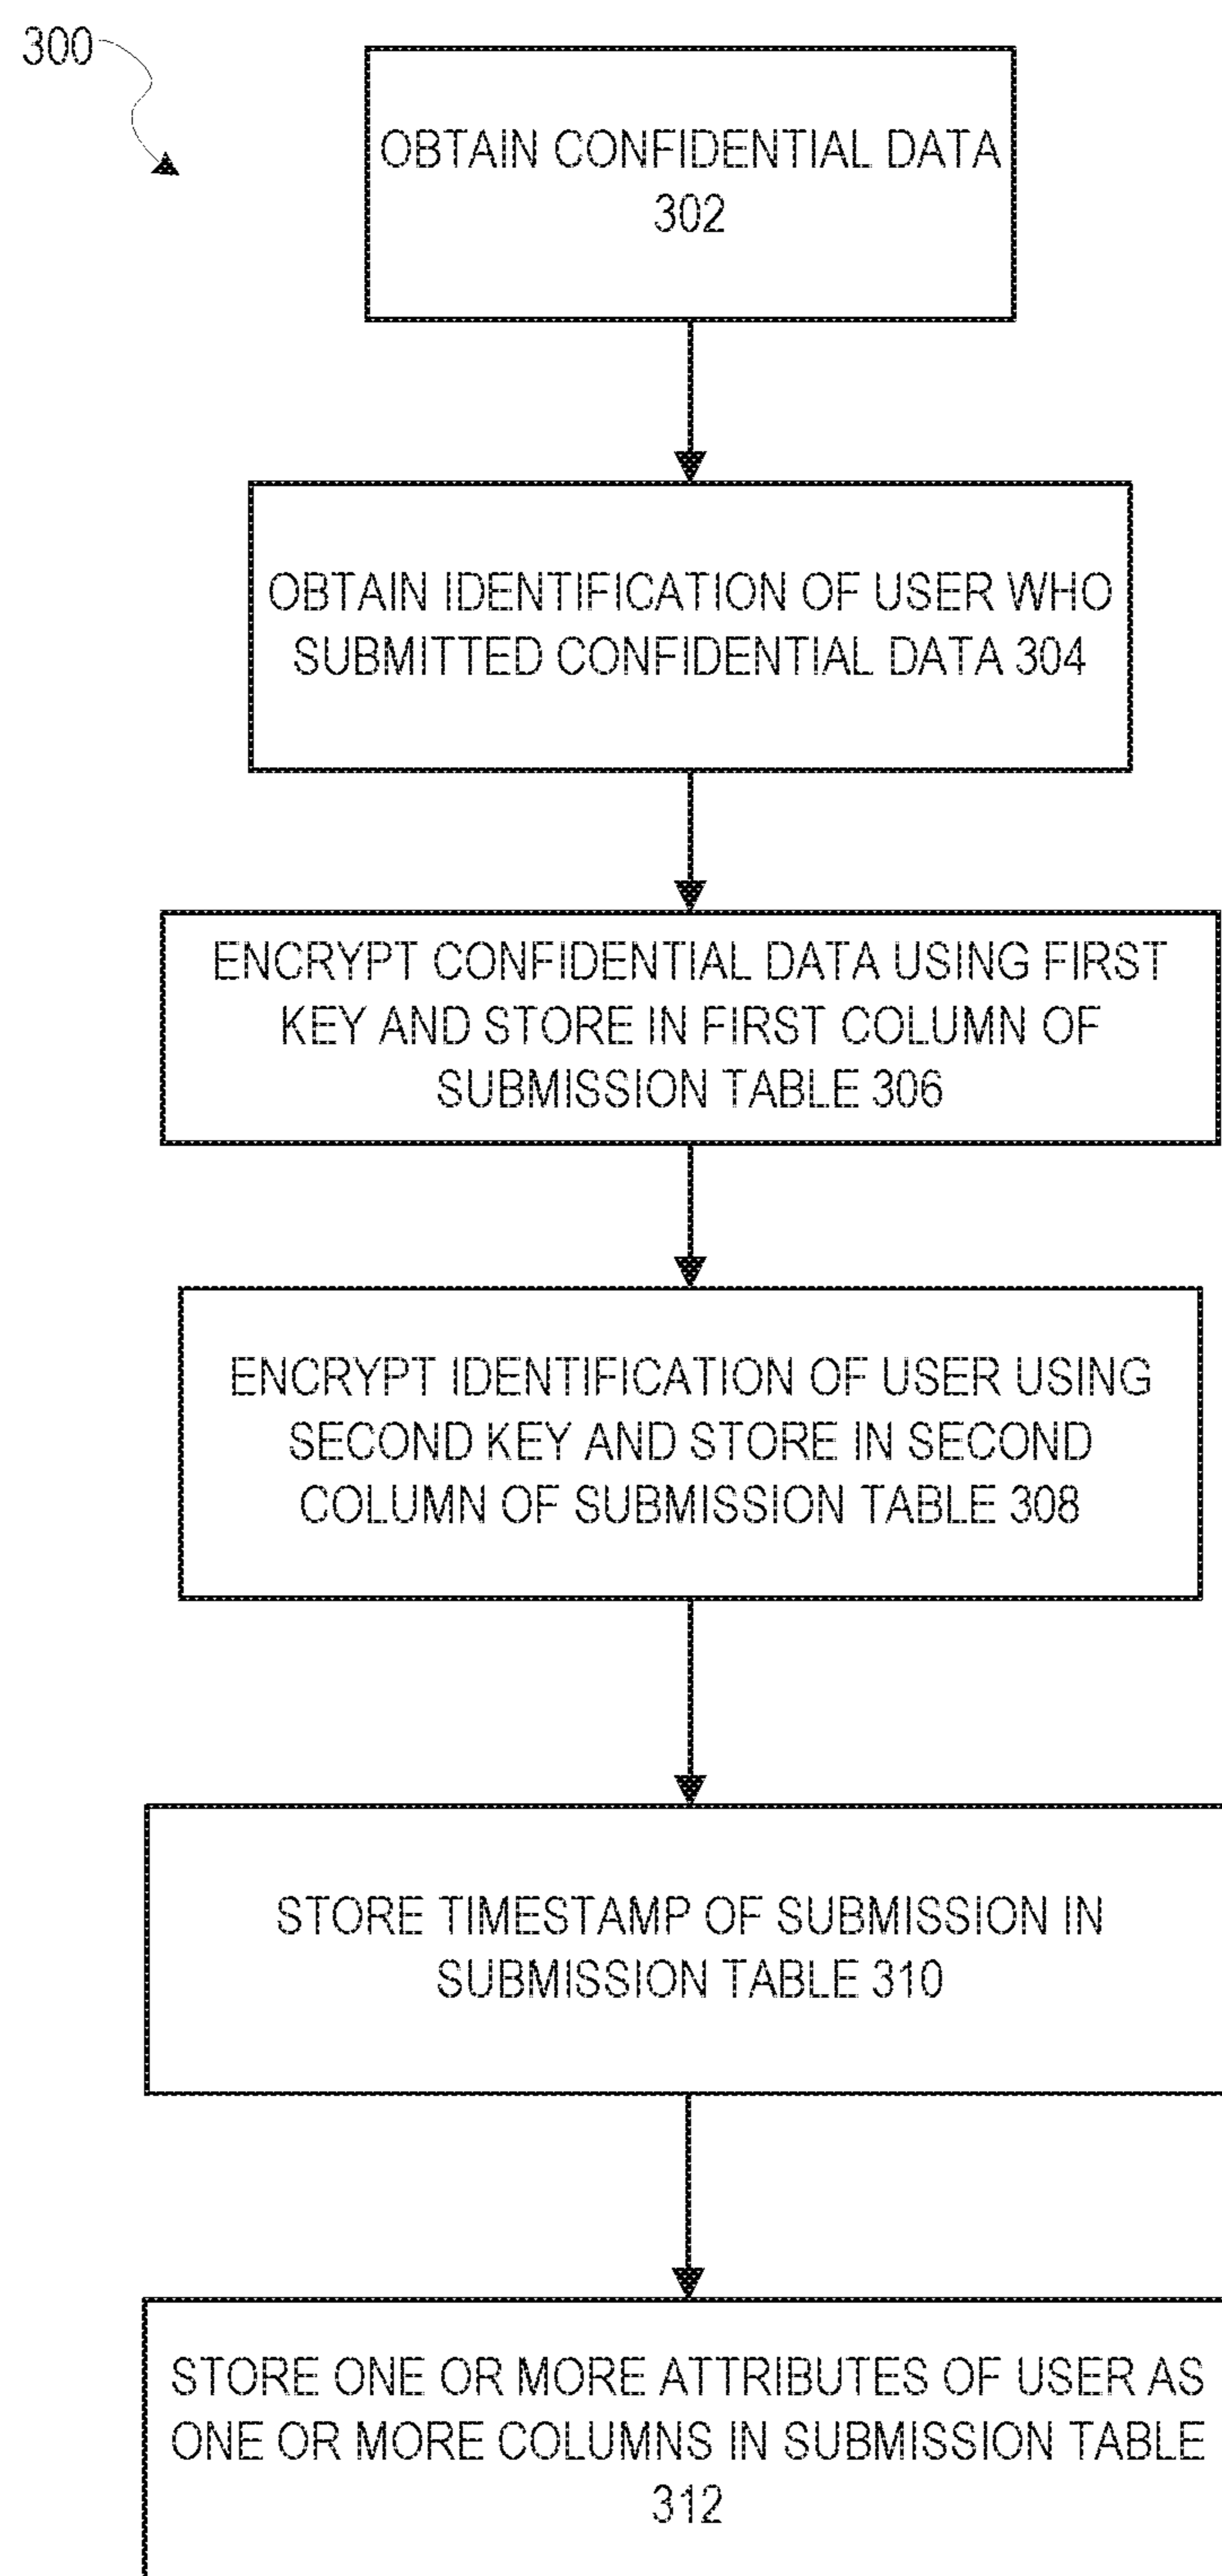 300
OBTAIN CONFIDENTIAL DATA
302
OBTAIN IDENTIFICATION OF USER WHO
SUBMITTED CONFIDENTIAL DATA 304
ENCRYPT CONFIDENTIAL DATA USING FIRST
KEY AND STORE IN FIRST COLUMN OF
SUBMISSION TABLE 306
ENCRYPT IDENTIFICATION OF USER USING
SECOND KEY AND STORE IN SECOND
COLUMN OF SUBMISSION TABLE 308
STORE TIMESTAMP OF SUBMISSION IN
SUBMISSION TABLE 310
STORE ONE OR MORE ATTRIBUTES OF USER AS
ONE OR MORE COLUMNS IN SUBMISSION TABLE
312